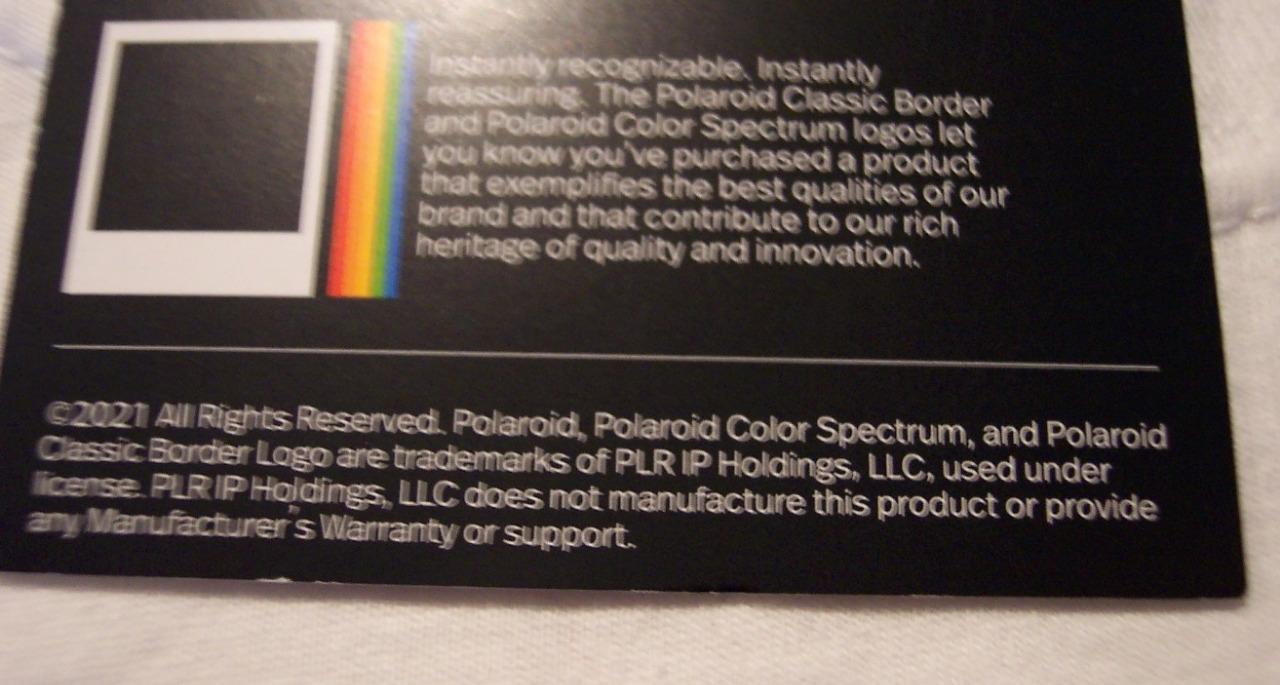 Instantly recognizable. Instantly
reassuring. The Polaroid Classic Border
and Polaroid Color Spectrum logos let
you know you've purchased a product
that exemplifies the best qualities of our
brand and that contribute to our rich
heritage of quality and innovation.
©2021 All Rights Reserved. Polaroid, Polaroid Color Spectrum, and Polaroid
Classic Border Logo are trademarks of PLR IP Holdings, LLC, used under
license. PLR IP Holdings, LLC does not manufacture this product or provide
any Manufacturer's Warranty or support.